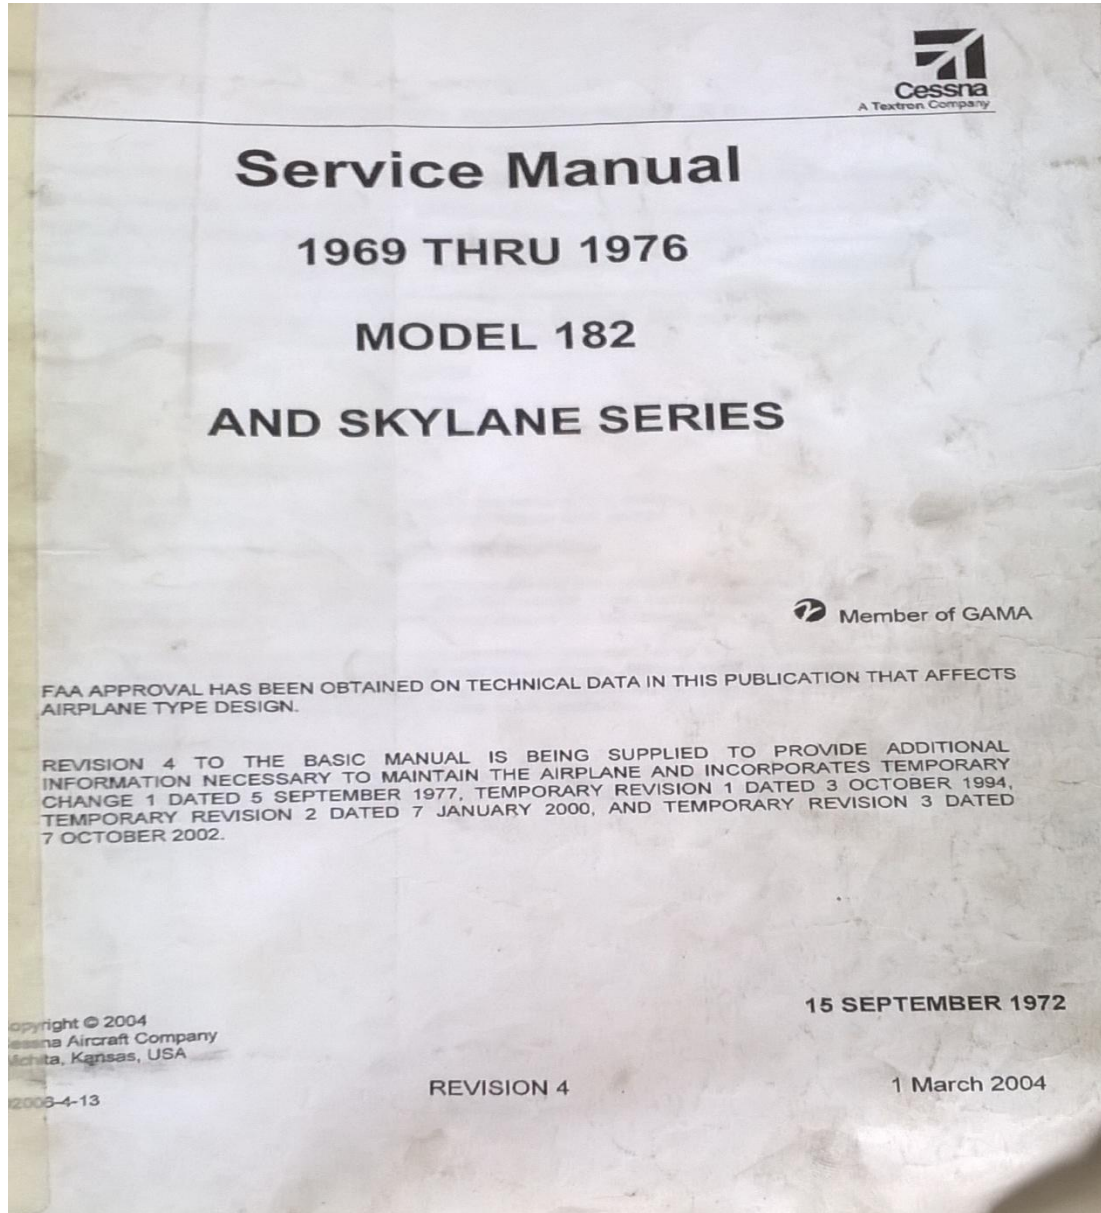 Cessna
A Textron Company
Service Manual
1969 THRU 1976
MODEL 182
AND SKYLANE SERIES
Member of GAMA
FAA APPROVAL HAS BEEN OBTAINED ON TECHNICAL DATA IN THIS PUBLICATION THAT AFFECTS
AIRPLANE TYPE DESIGN.
REVISION 4 TO THE BASIC MANUAL IS BEING SUPPLIED TO PROVIDE ADDITIONAL
INFORMATION NECESSARY TO MAINTAIN THE AIRPLANE AND INCORPORATES TEMPORARY
CHANGE 1 DATED 5 SEPTEMBER 1977, TEMPORARY REVISION 1 DATED 3 OCTOBER 1994,
TEMPORARY REVISION 2 DATED 7 JANUARY 2000, AND TEMPORARY REVISION 3 DATED
7 OCTOBER 2002.
15 SEPTEMBER 1972
opyright © 2004
essna Aircraft Company
ichita, Kansas, USA
REVISION 4
1 March 2004